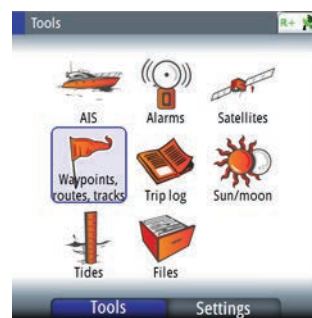 Tools
R+
AIS
Alarms
Satellites
Waypoints,
routes, tracks
Trip log
Sun/moon
Tides
Files
Tools
Settings